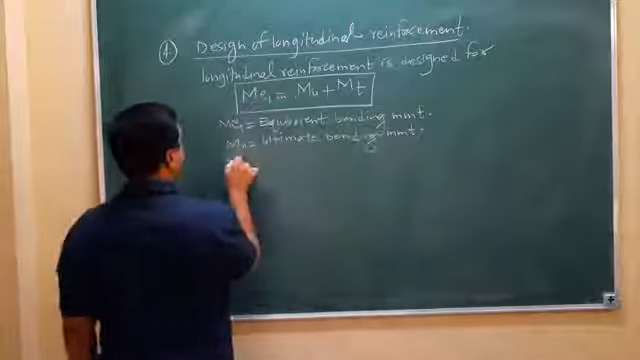 ④ Design of longitudinal reinforcement.
longitudinal reinforcement is designed for
Me₁ = Mu + Mt
Me₁ = Equivalent bending mmt.
Mu = Ultimate bending mmt.